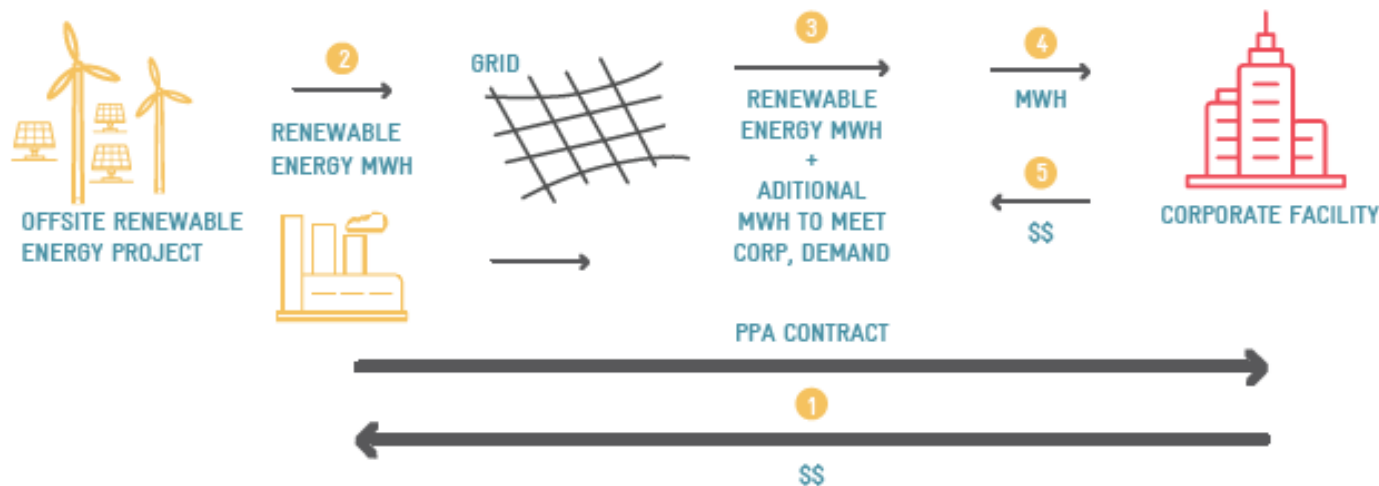 2
GRID
RENEWABLE
ENERGY MWH
OFFSITE RENEWABLE
ENERGY PROJECT
3
RENEWABLE
ENERGY MWH
+
ADITIONAL
MWH TO MEET
CORP, DEMAND
4
MWH
5
$$
CORPORATE FACILITY
PPA CONTRACT
1
$$